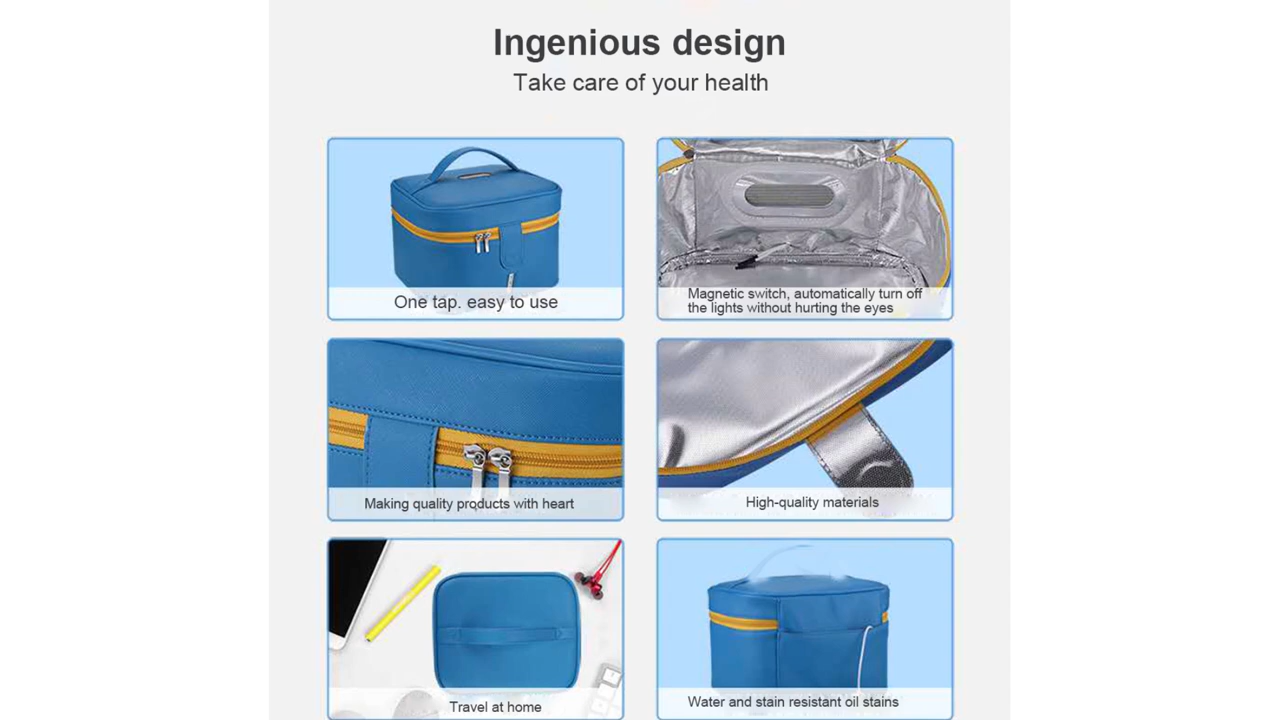 Ingenious design
Take care of your health
One tap. easy to use
Magnetic switch, automatically turn off
the lights without hurting the eyes
Making quality products with heart
High-quality materials
Travel at home
Water and stain resistant oil stains